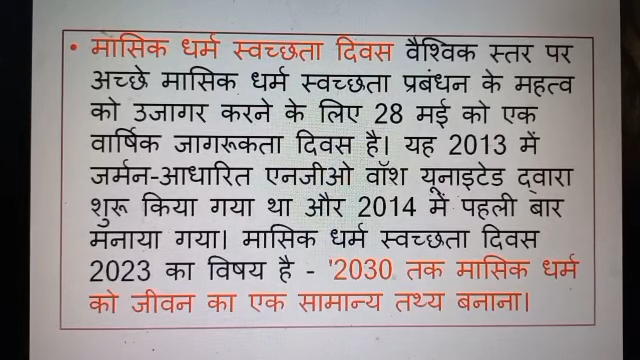 • मासिक धर्म स्वच्छता दिवस वैश्विक स्तर पर
अच्छे मासिक धर्म स्वच्छता प्रबंधन के महत्व
को उजागर करने के लिए 28 मई को एक
वार्षिक जागरूकता दिवस है। यह 2013 में
जर्मन-आधारित एनजीओ वॉश यूनाइटेड द्वारा
शुरू किया गया था और 2014 में पहली बार
मनाया गया। मासिक धर्म स्वच्छता दिवस
2023 का विषय है - '2030 तक मासिक धर्म
को जीवन का एक सामान्य तथ्य बनाना।